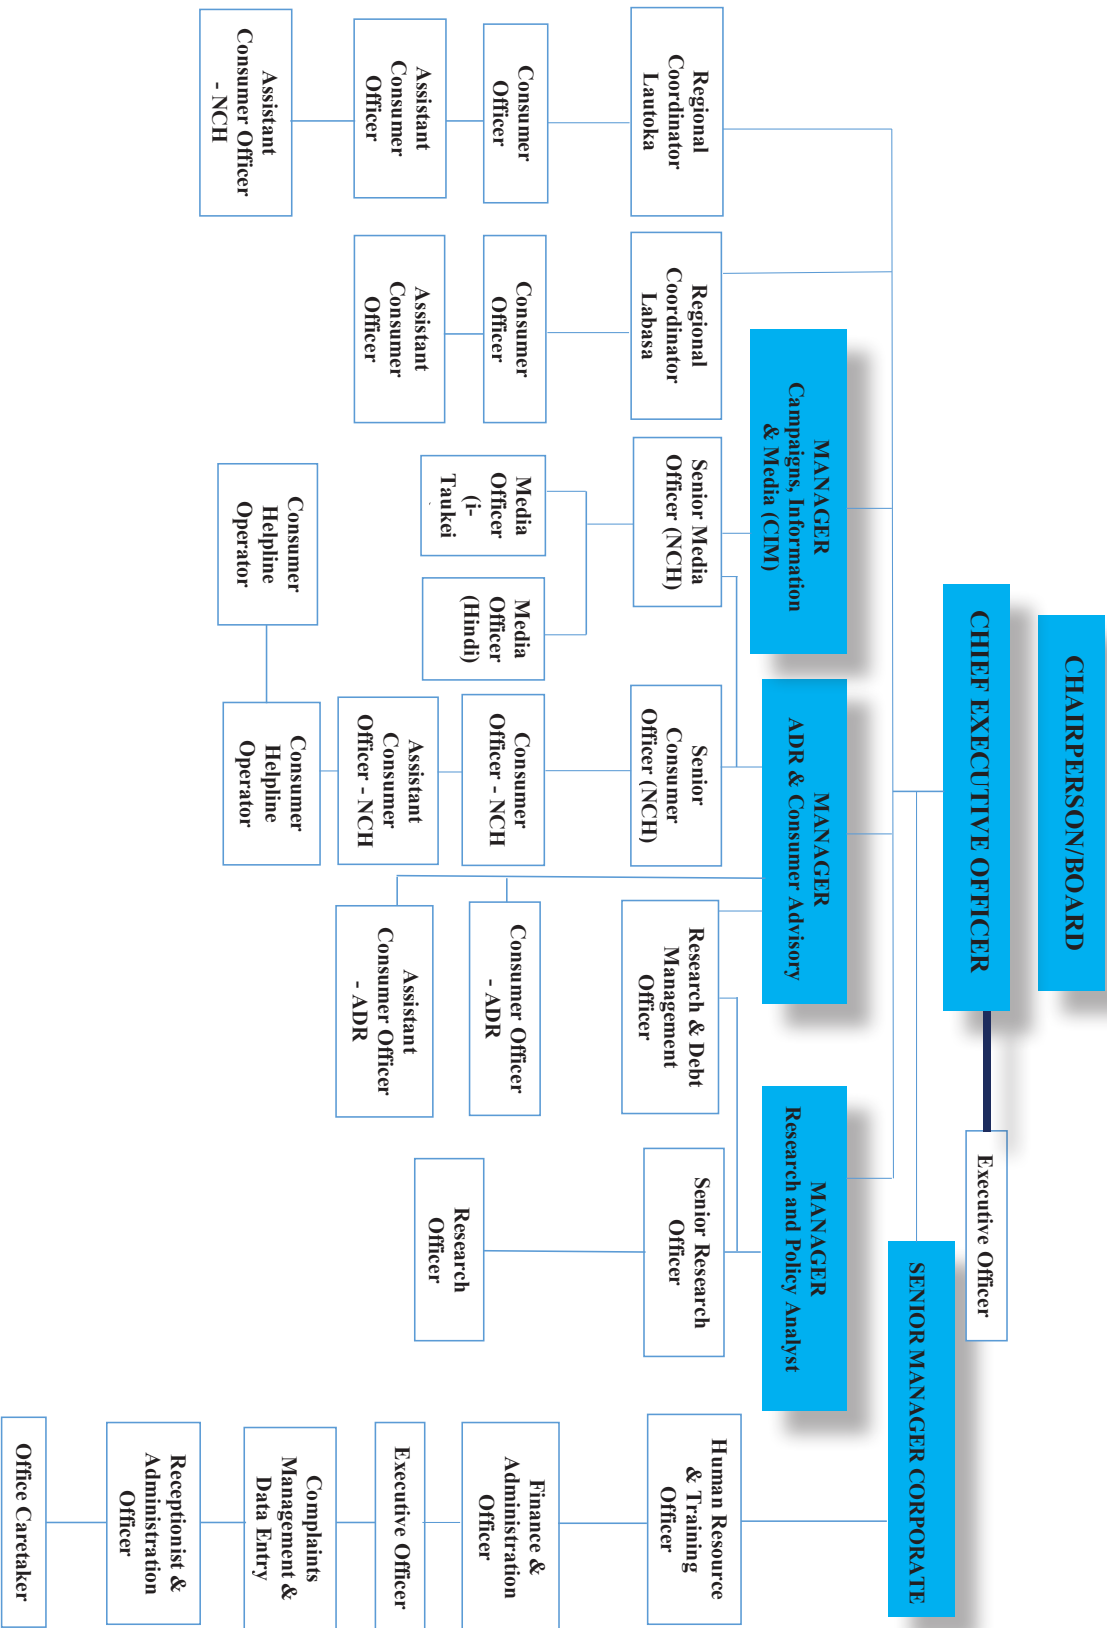 CHAIRPERSON/BOARD
CHIEF EXECUTIVE OFFICER
Executive Officer
SENIOR MANAGER CORPORATE
MANAGER
Campaigns, Information
& Media (CIM)
MANAGER
ADR & Consumer Advisory
MANAGER
Research and Policy Analyst
Regional
Coordinator
Lautoka
Regional
Coordinator
Labasa
Senior Media
Officer (NCH)
Senior
Consumer
Officer (NCH)
Research & Debt
Management
Officer
Senior Research
Officer
Human Resource
& Training
Officer
Consumer
Officer
Consumer
Officer
Media
Officer
(i-
Taukei
Media
Officer
(Hindi)
Consumer
Officer - NCH
Consumer Officer
- ADR
Research
Officer
Finance &
Administration
Officer
Assistant
Consumer
Officer
Assistant
Consumer
Officer
Assistant
Consumer
Officer - NCH
Assistant
Consumer Officer
- ADR
Executive Officer
Assistant
Consumer Officer
- NCH
Consumer
Helpline
Operator
Consumer
Helpline
Operator
Complaints
Management &
Data Entry
Receptionist &
Administration
Officer
Office Caretaker